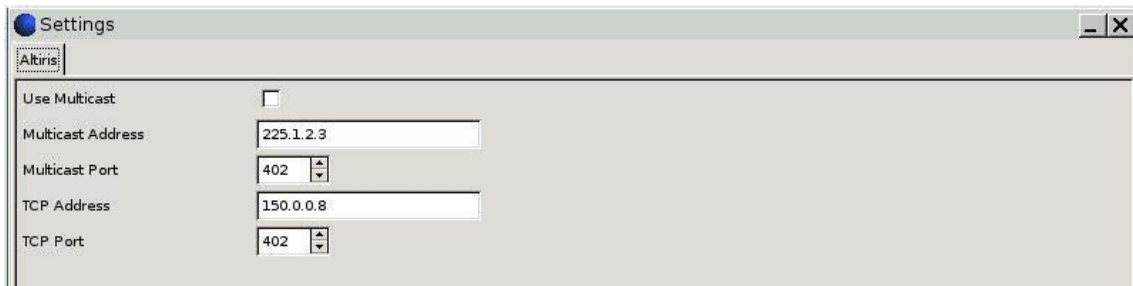 Settings
Altiris
Use Multicast
Multicast Address 225.1.2.3
Multicast Port 402
TCP Address 150.0.0.8
TCP Port 402